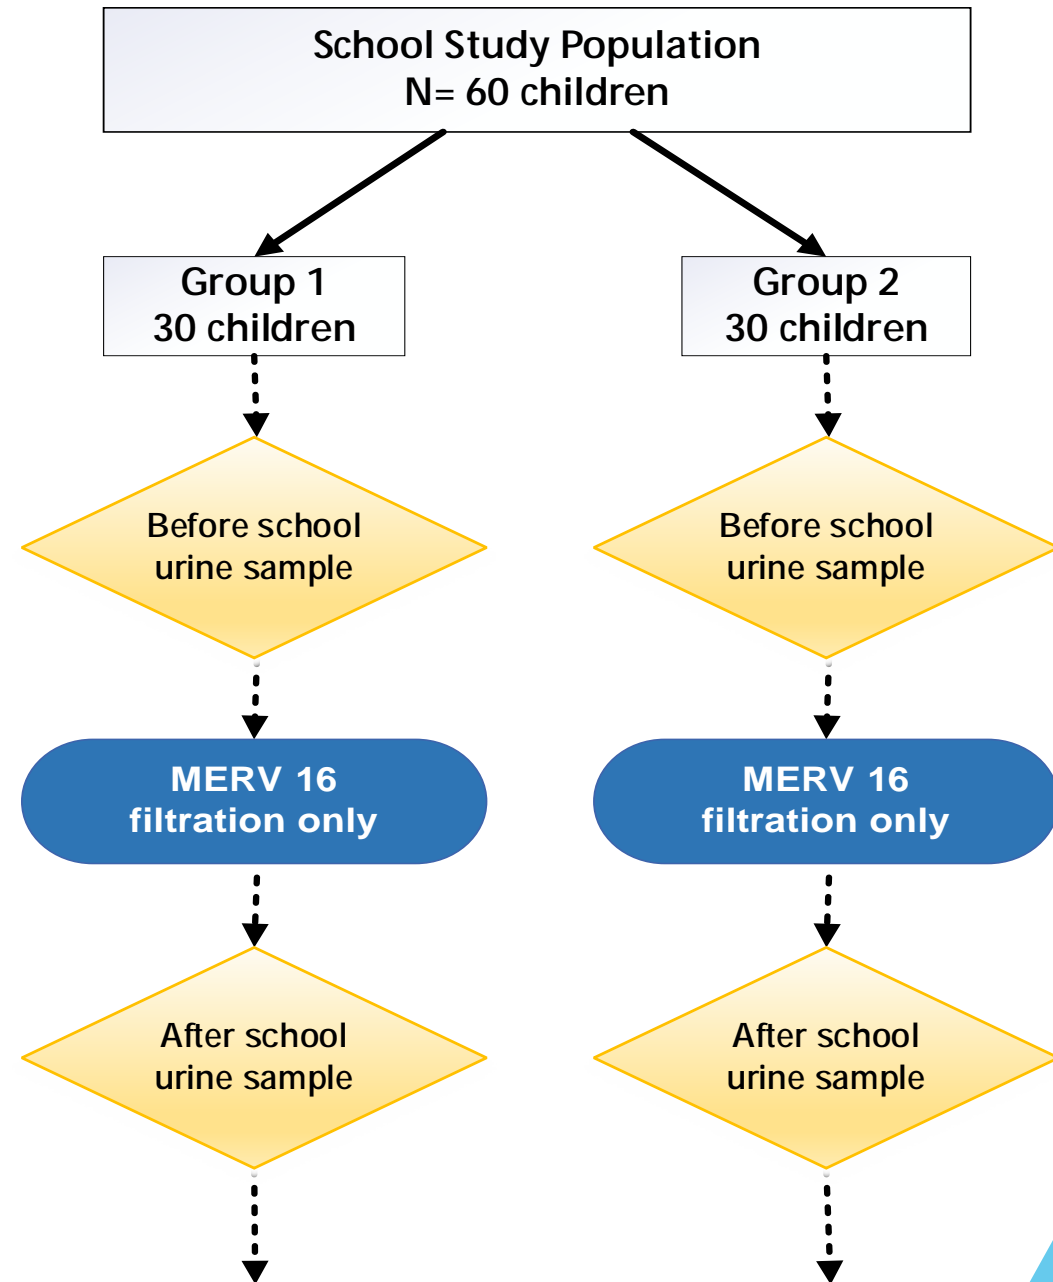 School Study Population
N= 60 children
Group 1
30 children
Group 2
30 children
Before school
urine sample
Before school
urine sample
MERV 16
filtration only
MERV 16
filtration only
After school
urine sample
After school
urine sample